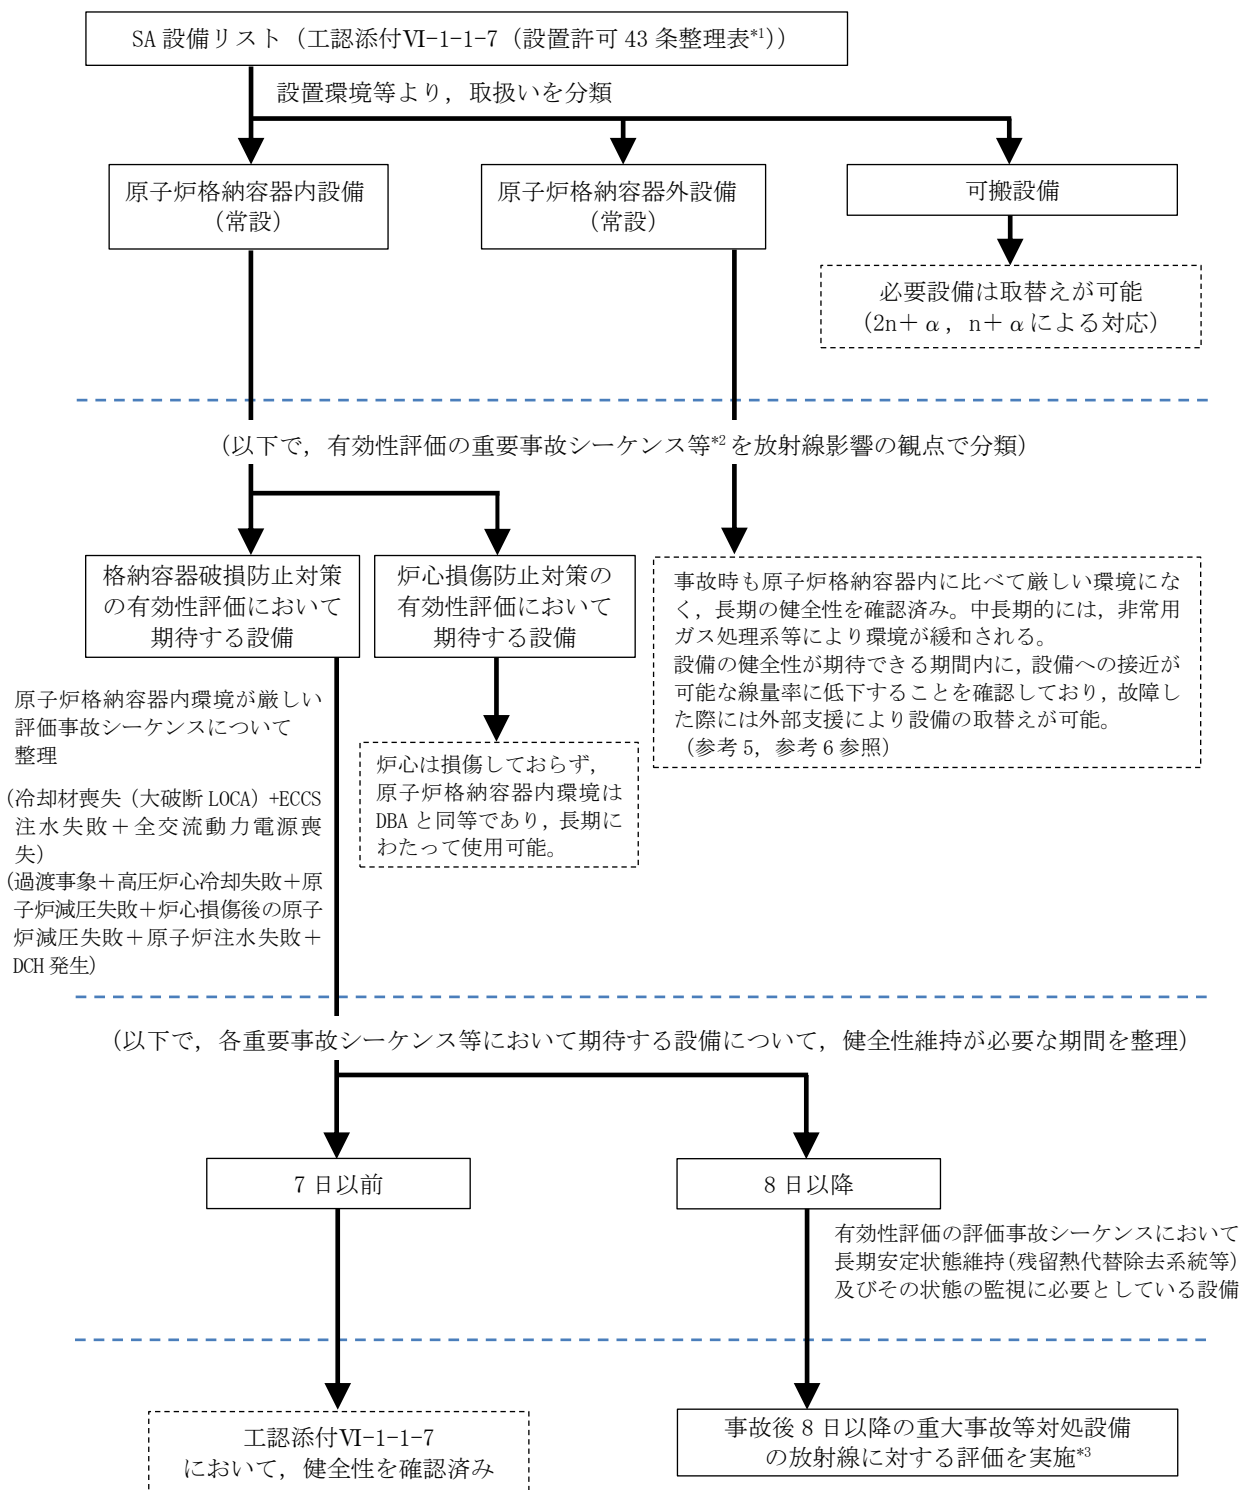 SA 設備リスト（工認添付Ⅵ-1-1-7（設置許可 43 条整理表*1））
設置環境等より，取扱いを分類
原子炉格納容器内設備
（常設）
原子炉格納容器外設備
（常設）
可搬設備
必要設備は取替えが可能
（2n＋α，n＋αによる対応）
（以下で，有効性評価の重要事故シーケンス等*2 を放射線影響の観点で分類）
格納容器破損防止対策
の有効性評価において
期待する設備
炉心損傷防止対策の
有効性評価において
期待する設備
事故時も原子炉格納容器内に比べて厳しい環境にな
く，長期の健全性を確認済み。中長期的には，非常用
ガス処理系等により環境が緩和される。
設備の健全性が期待できる期間内に，設備への接近が
可能な線量率に低下することを確認しており，故障し
た際には外部支援により設備の取替えが可能。
（参考 5，参考 6 参照）
原子炉格納容器内環境が厳しい
評価事故シーケンスについて
整理
（冷却材喪失（大破断 LOCA）+ECCS
注水失敗＋全交流動力電源喪
失）
（過渡事象＋高圧炉心冷却失敗＋原
子炉減圧失敗＋炉心損傷後の原子
炉減圧失敗＋原子炉注水失敗＋
DCH 発生）
炉心は損傷しておらず，
原子炉格納容器内環境は
DBA と同等であり，長期に
わたって使用可能。
（以下で，各重要事故シーケンス等において期待する設備について，健全性維持が必要な期間を整理）
7 日以前
8 日以降
有効性評価の評価事故シーケンスにおいて
長期安定状態維持（残留熱代替除去系統等）
及びその状態の監視に必要としている設備
工認添付Ⅵ-1-1-7
において，健全性を確認済み
事故後 8 日以降の重大事故等対処設備
の放射線に対する評価を実施*3